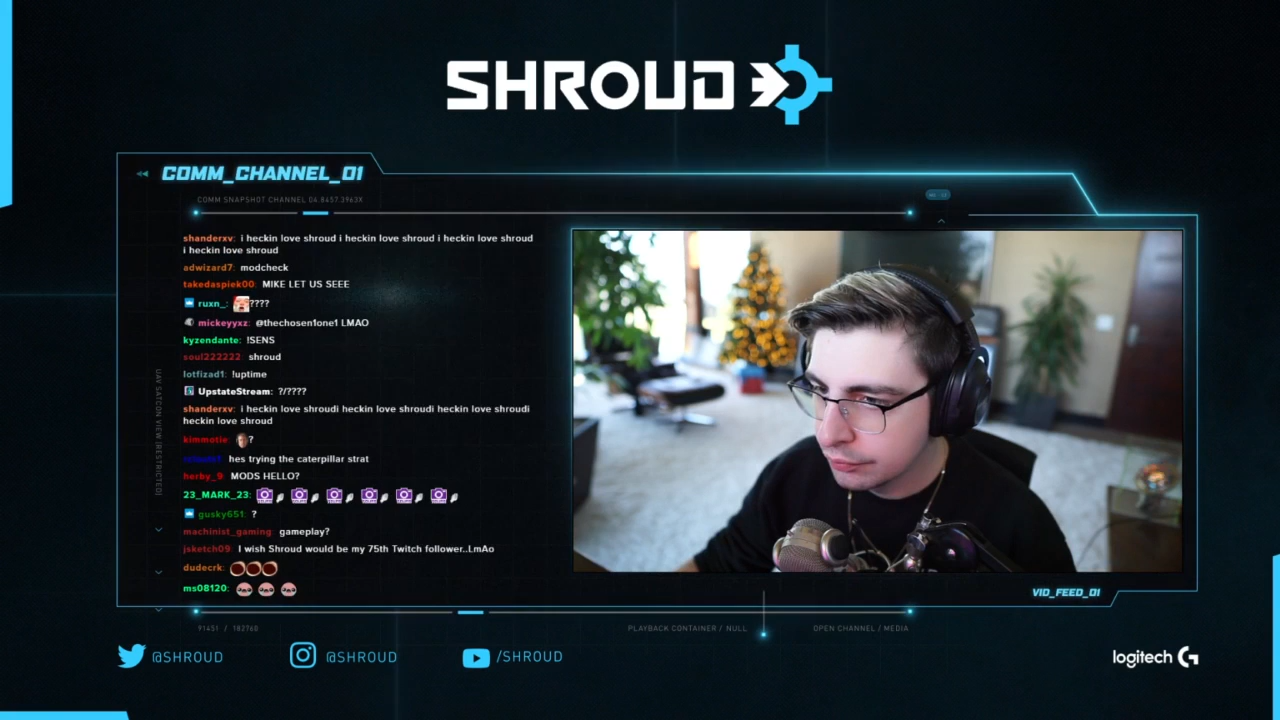 SHROUD
COMM_CHANNEL_01
COMM SNAPSHOT CHANNEL 04.8457.3963X
shanderxv: i heckin love shroud i heckin love shroud i heckin love shroud
i heckin love shroud
adwizard7: modcheck
takedaspiek00: MIKE LET US SEEE
ruxn_: ????
mickeyyxz: @thechosen1one1 LMAO
kyzendante: !SENS
soul222222 shroud
lotfizad1: !uptime
UpstateStream: ?/????
shanderxv: i heckin love shroudi heckin love shroudi heckin love shroudi
heckin love shroud
kimmotie: ?
hes trying the caterpillar strat
herby_9: MODS HELLO?
23_MARK_23:
gusky651: ?
machinist_gaming: gameplay?
jsketch09: I wish Shroud would be my 75th Twitch follower..LmAo
dudecrk:
ms08120:
UAV SATCON VIEW [RESTRICTED]
VID_FEED_01
91451 / 182760
PLAYBACK CONTAINER / NULL
OPEN CHANNEL / MEDIA
@SHROUD
@SHROUD
/SHROUD
logitech G